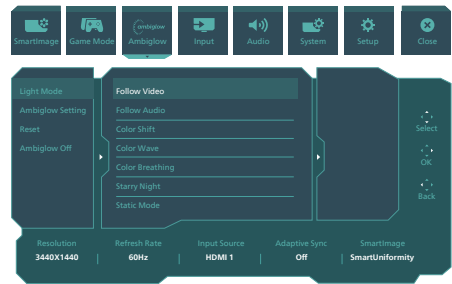 ambiglow
SmartImage Game Mode Ambiglow Input Audio System Setup Close
Light Mode
Ambiglow Setting
Reset
Ambiglow Off
Follow Video
Follow Audio
Color Shift
Color Wave
Color Breathing
Starry Night
Static Mode
Select
OK
Back
Resolution Refresh Rate Input Source Adaptive Sync SmartImage
3440X1440 | 60Hz | HDMI 1 | Off | SmartUniformity